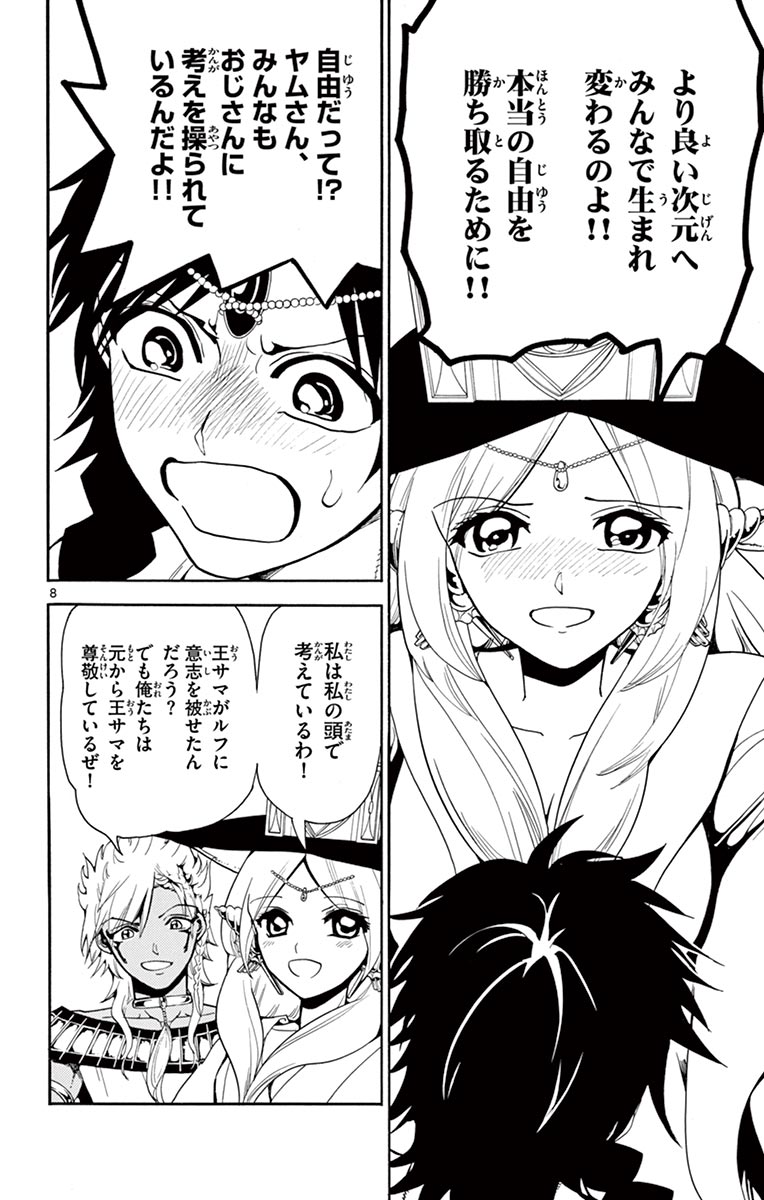 より良い次元へ
みんなで生まれ
変わるのよ!!
本当の自由を
勝ち取るために!!
自由だって!?
ヤムさん、
みんなも
おじさんに
考えを操られて
いるんだよ!!
私は私の頭で
考えているわ!
王サマがルフに
意志を被せたん
だろう?
でも俺たちは
元から王サマを
尊敬しているぜ!
8